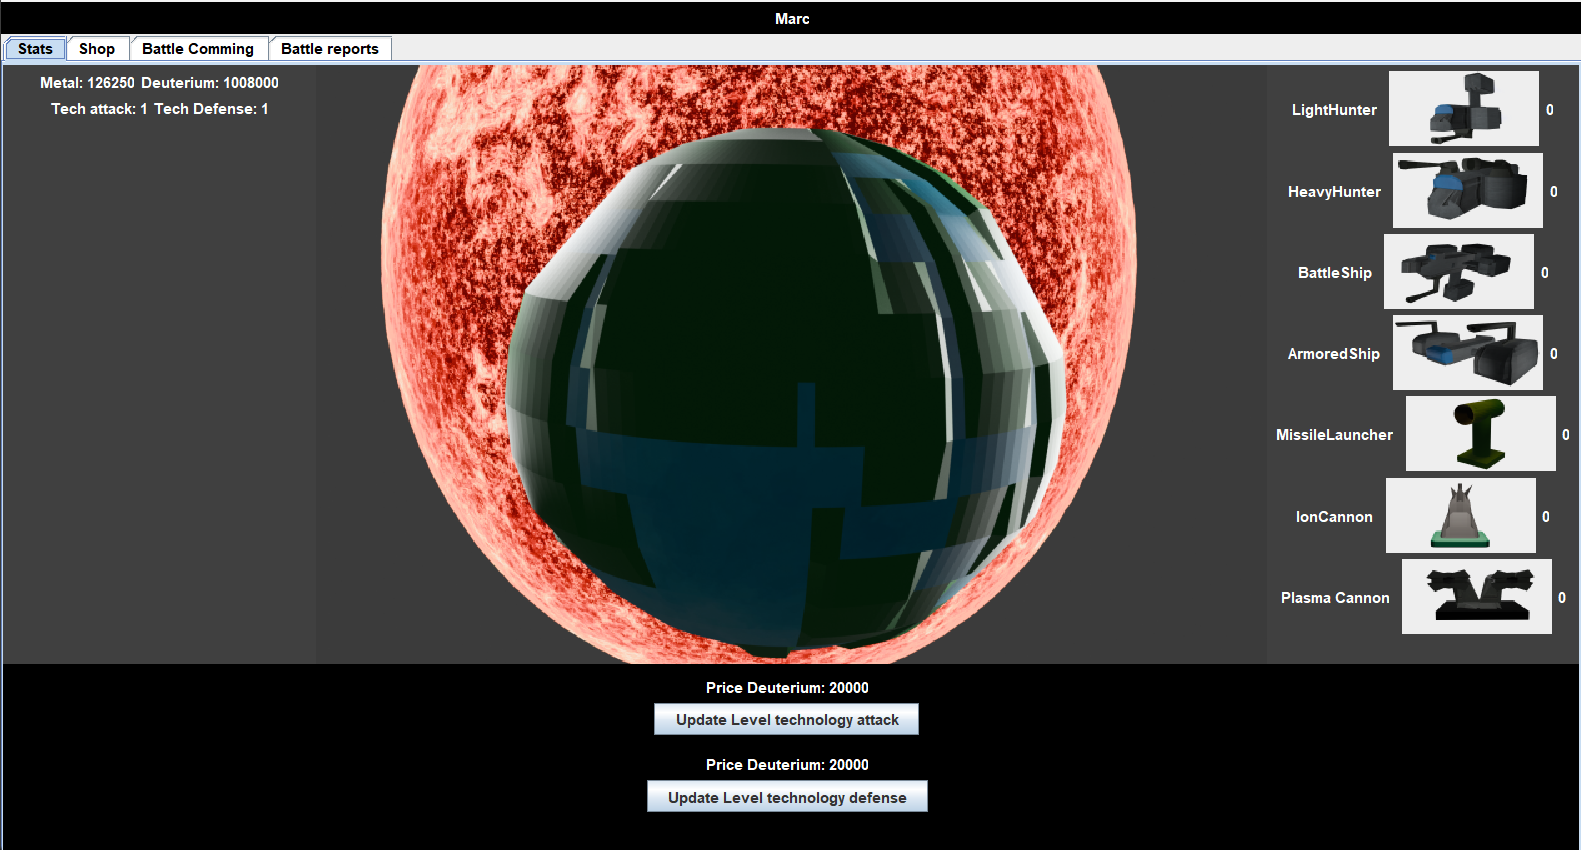 Marc
Stats Shop Battle Comming Battle reports
Metal: 126250 Deuterium: 1008000
Tech attack: 1 Tech Defense: 1
LightHunter 0
HeavyHunter 0
BattleShip 0
ArmoredShip 0
MissileLauncher 0
IonCannon 0
Plasma Cannon 0
Price Deuterium: 20000
Update Level technology attack
Price Deuterium: 20000
Update Level technology defense